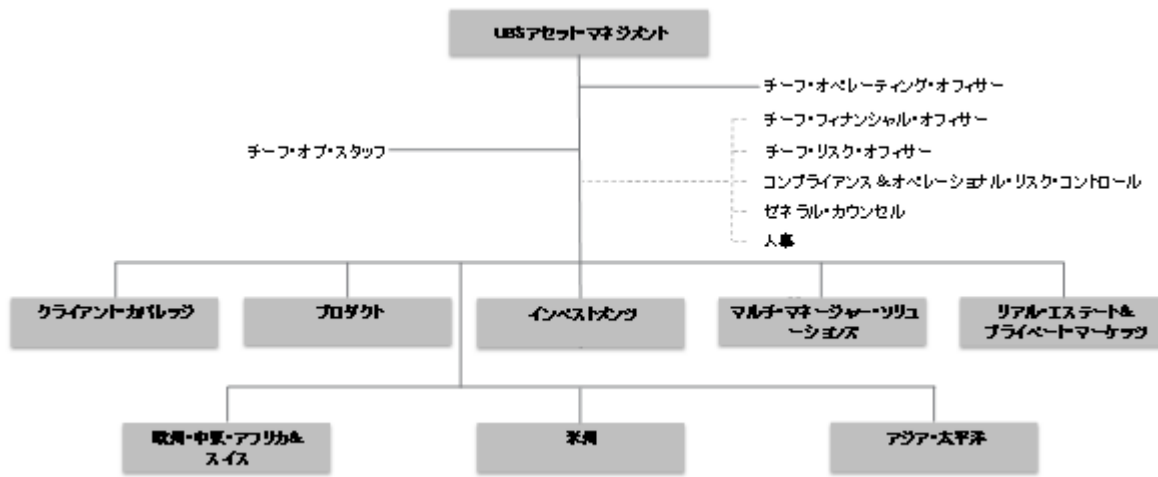 UBSアセット・マネジメント
チーフ・オペレーティング・オフィサー
チーフ・フィナンシャル・オフィサー
チーフ・オブ・スタッフ
チーフ・リスク・オフィサー
コンプライアンス&オペレーショナル・リスク・コントロール
ゼネラル・カウンセル
人事
クライアント・カバレッジ
プロダクト
インベストメンツ
マルチ・マネージャー・ソリュ
ーションズ
リアル・エステート&
プライベート・マーケッツ
欧州・中東・アフリカ&
スイス
米州
アジア・太平洋